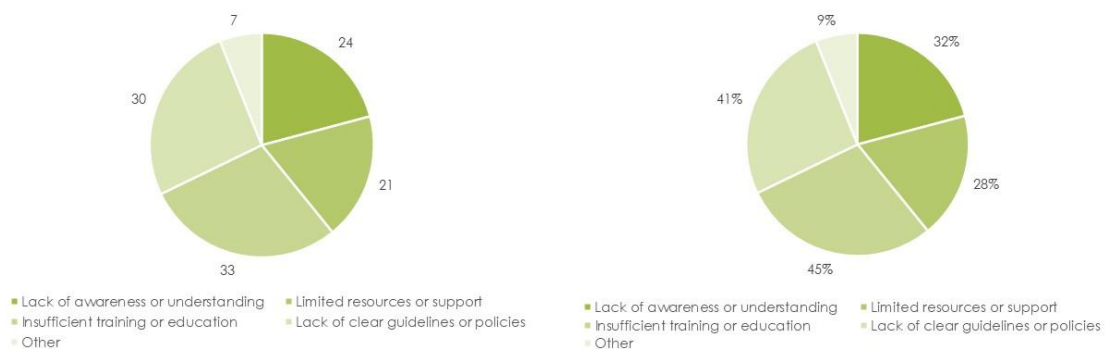 7
24
30
21
33
Lack of awareness or understanding
Limited resources or support
Insufficient training or education
Lack of clear guidelines or policies
Other
9%
32%
41%
28%
45%
Lack of awareness or understanding
Limited resources or support
Insufficient training or education
Lack of clear guidelines or policies
Other